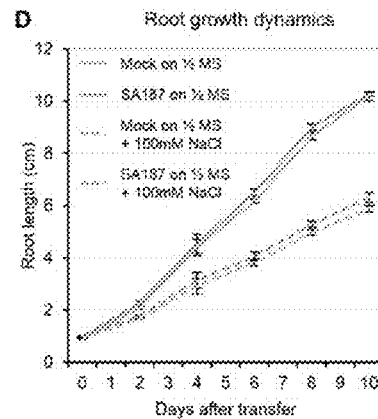 D
Root growth dynamics
12
10
8
6
4
2
0
Root length (cm)
Mock on ½ MS
SA187 on ½ MS
Mock on ½ MS
+ 100mM NaCl
SA187 on ½ MS
+ 100mM NaCl
0 1 2 3 4 5 6 7 8 9 10
Days after transfer